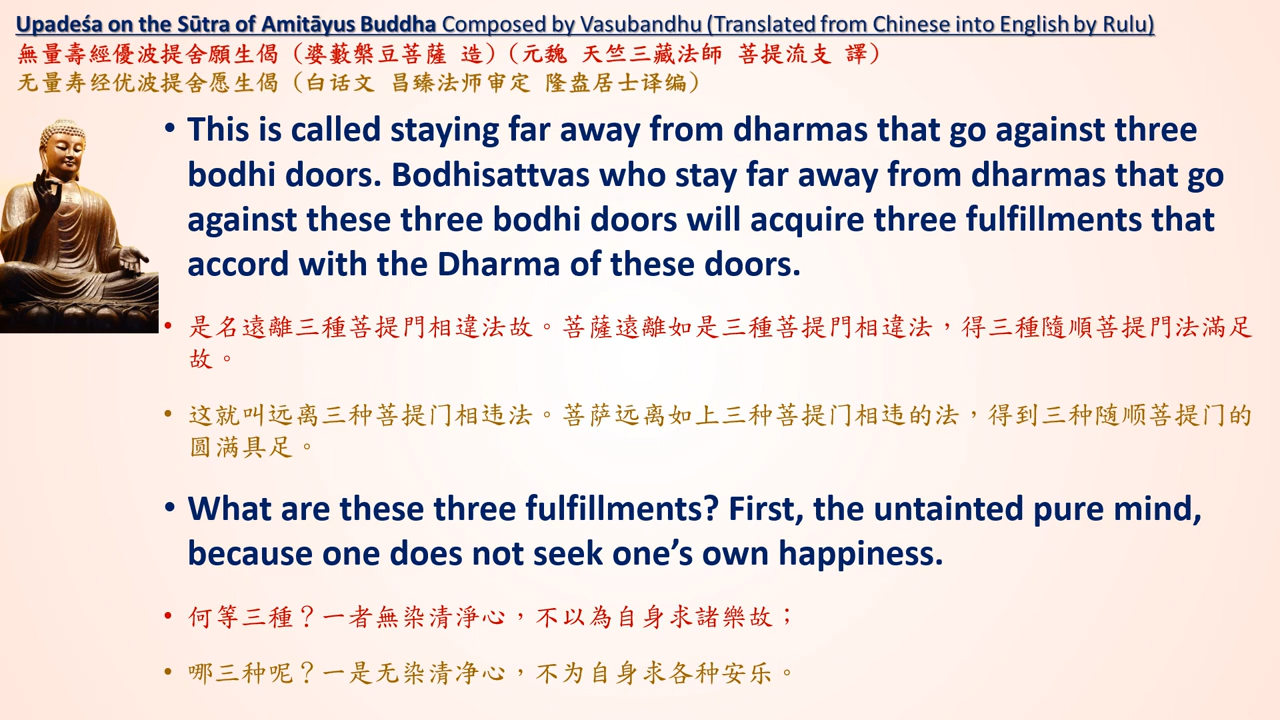 Upadeśa on the Sūtra of Amitāyus Buddha Composed by Vasubandhu (Translated from Chinese into English by Rulu)
無量壽經優波提舍願生偈（婆藪槃豆菩薩 造）(元魏 天竺三藏法師 菩提流支 譯）
无量寿经优波提舍愿生偈（白话文 昌臻法师审定 隆盎居士译编）
• This is called staying far away from dharmas that go against three
bodhi doors. Bodhisattvas who stay far away from dharmas that go
against these three bodhi doors will acquire three fulfillments that
accord with the Dharma of these doors.
• 是名遠離三種菩提門相違法故。菩薩遠離如是三種菩提門相違法，得三種隨順菩提門法滿足
故。
• 这就叫远离三种菩提门相违法。菩萨远离如上三种菩提门相违的法，得到三种随顺菩提门的
圆满具足。
• What are these three fulfillments? First, the untainted pure mind,
because one does not seek one’s own happiness.
• 何等三種？一者無染清淨心，不以為自身求諸樂故；
• 哪三种呢？一是无染清净心，不为自身求各种安乐。